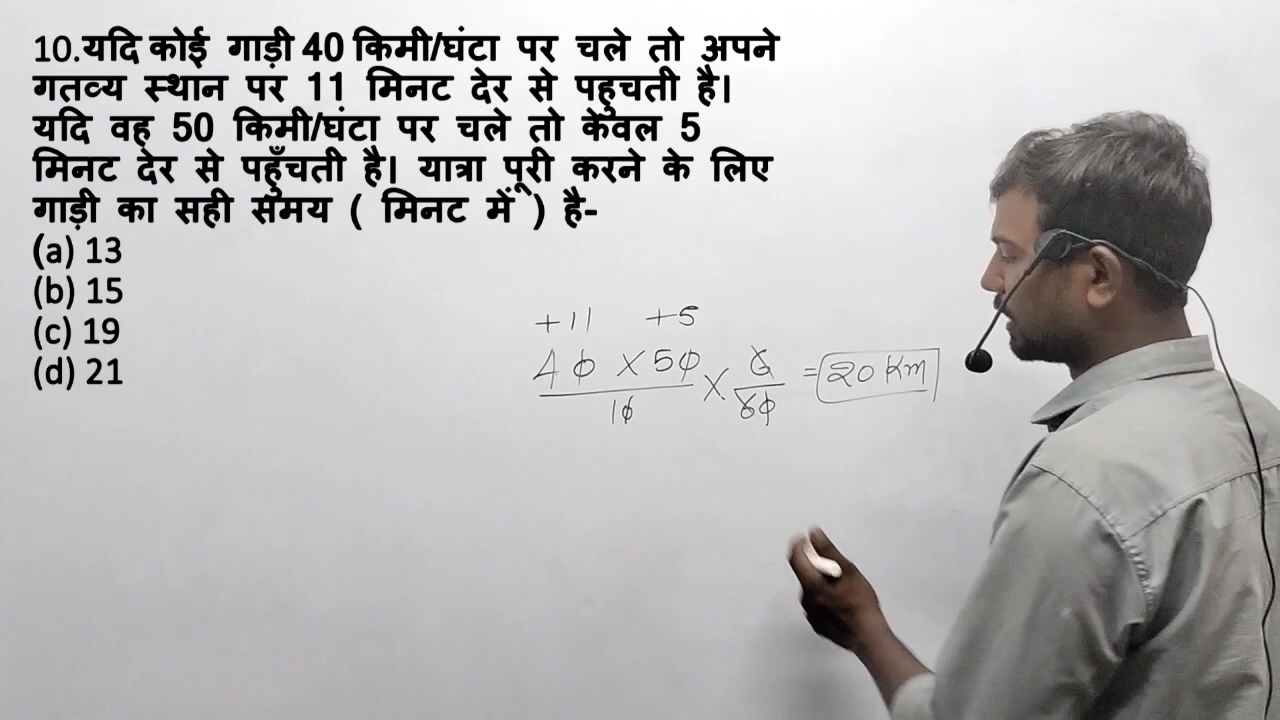 10.यदि कोई गाड़ी 40 किमी/घंटा पर चले तो अपने
गतव्य स्थान पर 11 मिनट देर से पहुचती है।
यदि वह 50 किमी/घंटा पर चले तो केवल 5
मिनट देर से पहुँचती है। यात्रा पूरी करने के लिए
गाड़ी का सही समय ( मिनट में ) है-
(a) 13
(b) 15
(c) 19
(d) 21
+11 +5
40 × 50 / 10 × 6 / 60 = 20 Km